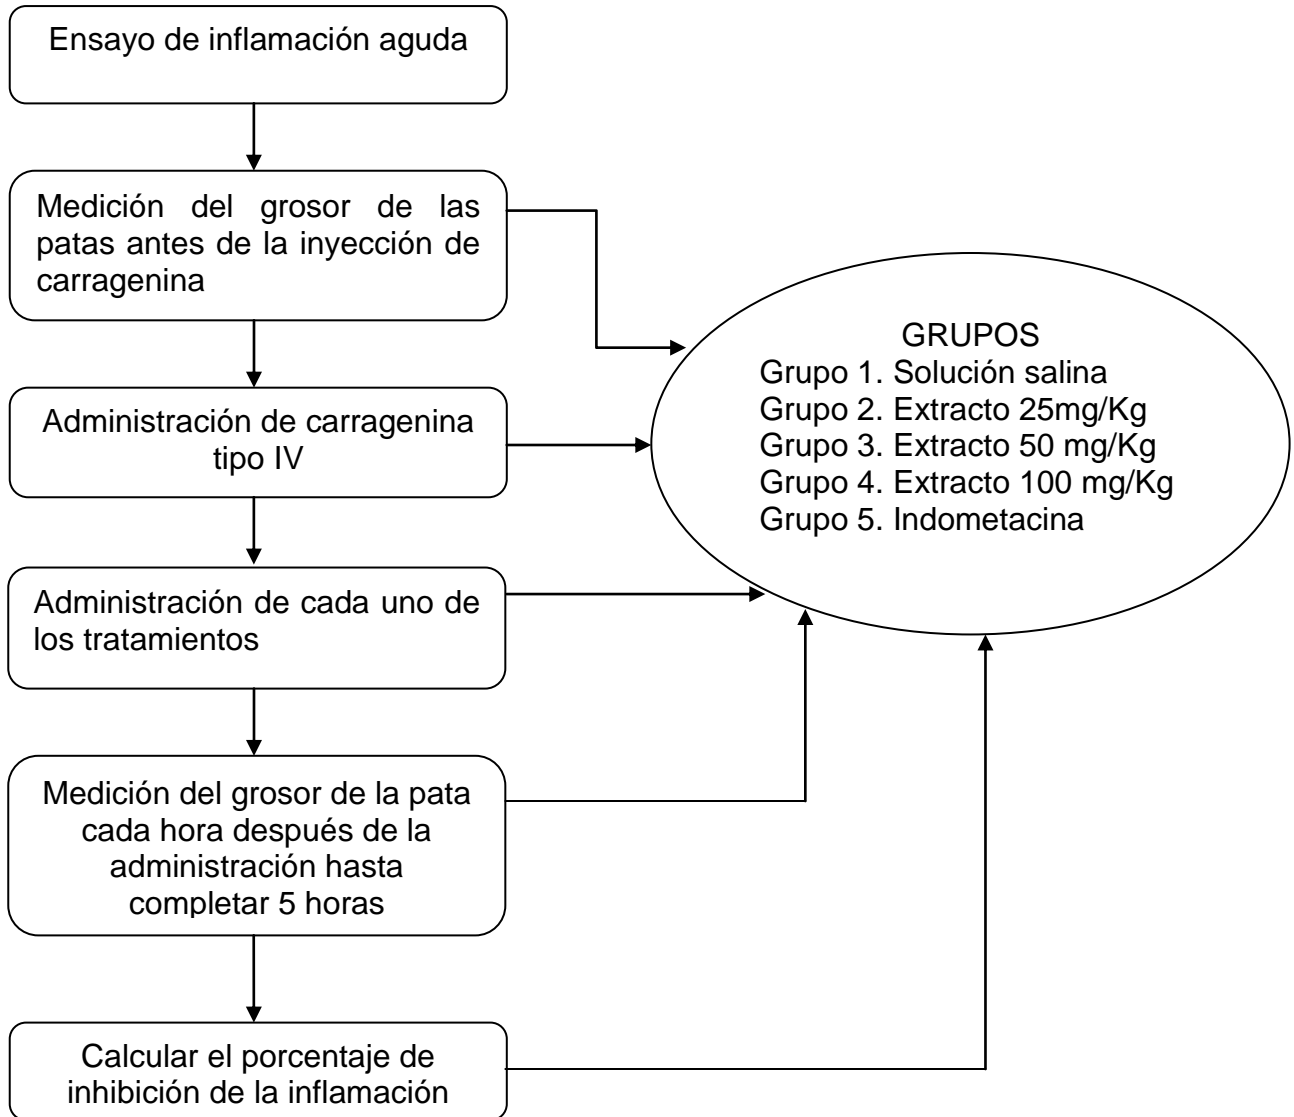 Ensayo de inflamación aguda
Medición del grosor de las
patas antes de la inyección de
carragenina
Administración de carragenina
tipo IV
Administración de cada uno de
los tratamientos
Medición del grosor de la pata
cada hora después de la
administración hasta
completar 5 horas
Calcular el porcentaje de
inhibición de la inflamación
GRUPOS
Grupo 1. Solución salina
Grupo 2. Extracto 25mg/Kg
Grupo 3. Extracto 50 mg/Kg
Grupo 4. Extracto 100 mg/Kg
Grupo 5. Indometacina